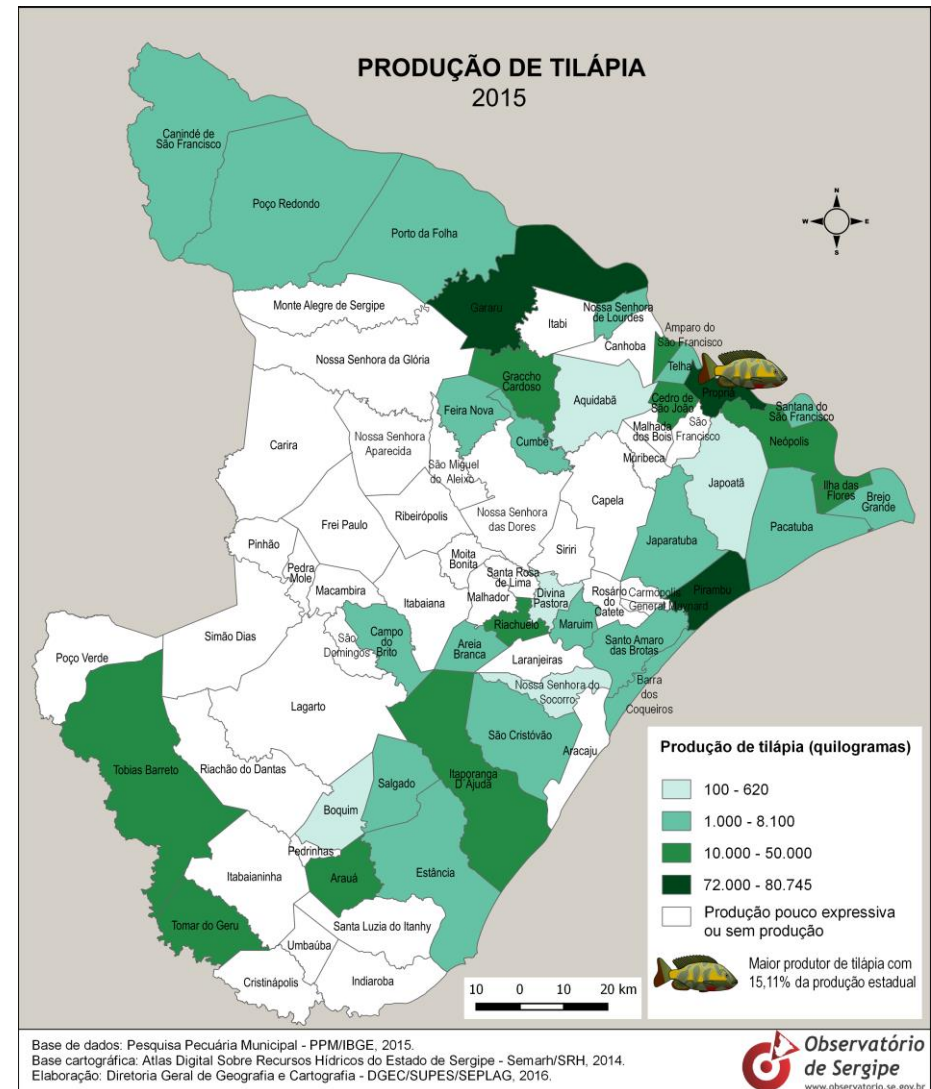 PRODUÇÃO DE TILÁPIA
2015
Canindé de
São Francisco
Poço Redondo
Porto da Folha
N
W
E
S
Monte Alegre de Sergipe
Gararu
Itabi
Nossa Senhora
de Lourdes
Amparo do
São Francisco
Canhoba
Nossa Senhora da Glória
Telha
Graccho
Cardoso
Aquidabã
Propriá
Cedro de
São João
Santana do
São Francisco
Feira Nova
Malhada
dos Bois
São
Francisco
Neópolis
Carira
Nossa Senhora
Aparecida
Cumbe
Muribeca
São Miguel
do Aleixo
Japoatã
Ilha das
Flores
Brejo
Grande
Capela
Nossa Senhora
das Dores
Ribeirópolis
Frei Paulo
Pacatuba
Pinhão
Siriri
Japaratuba
Moita
Bonita
Pedra
Mole
Santa Rosa
de Lima
Macambira
Itabaiana
Malhador
Divina
Pastora
Rosário
do
Catete
Carmópolis
Pirambu
General Maynard
Riachuelo
Maruim
Simão Dias
São
Domingos
Campo
do
Brito
Areia
Branca
Santo Amaro
das Brotas
Poço Verde
Laranjeiras
Nossa Senhora do
Socorro
Barra
dos
Coqueiros
Lagarto
São Cristóvão
Aracaju
Tobias Barreto
Riachão do Dantas
Itaporanga
D'Ajuda
Salgado
Boquim
Pedrinhas
Arauá
Estância
Itabaianinha
Tomar do Geru
Santa Luzia do Itanhy
Umbaúba
Cristinápolis
Indiaroba
Produção de tilápia (quilogramas)
100 - 620
1.000 - 8.100
10.000 - 50.000
72.000 - 80.745
Produção pouco expressiva
ou sem produção
Maior produtor de tilápia com
15,11% da produção estadual
10 0 10 20 km
Base de dados: Pesquisa Pecuária Municipal - PPM/IBGE, 2015.
Base cartográfica: Atlas Digital Sobre Recursos Hídricos do Estado de Sergipe - Semarh/SRH, 2014.
Elaboração: Diretoria Geral de Geografia e Cartografia - DGEC/SUPES/SEPLAG, 2016.
Observatório
de Sergipe
www.observatorio.se.gov.br